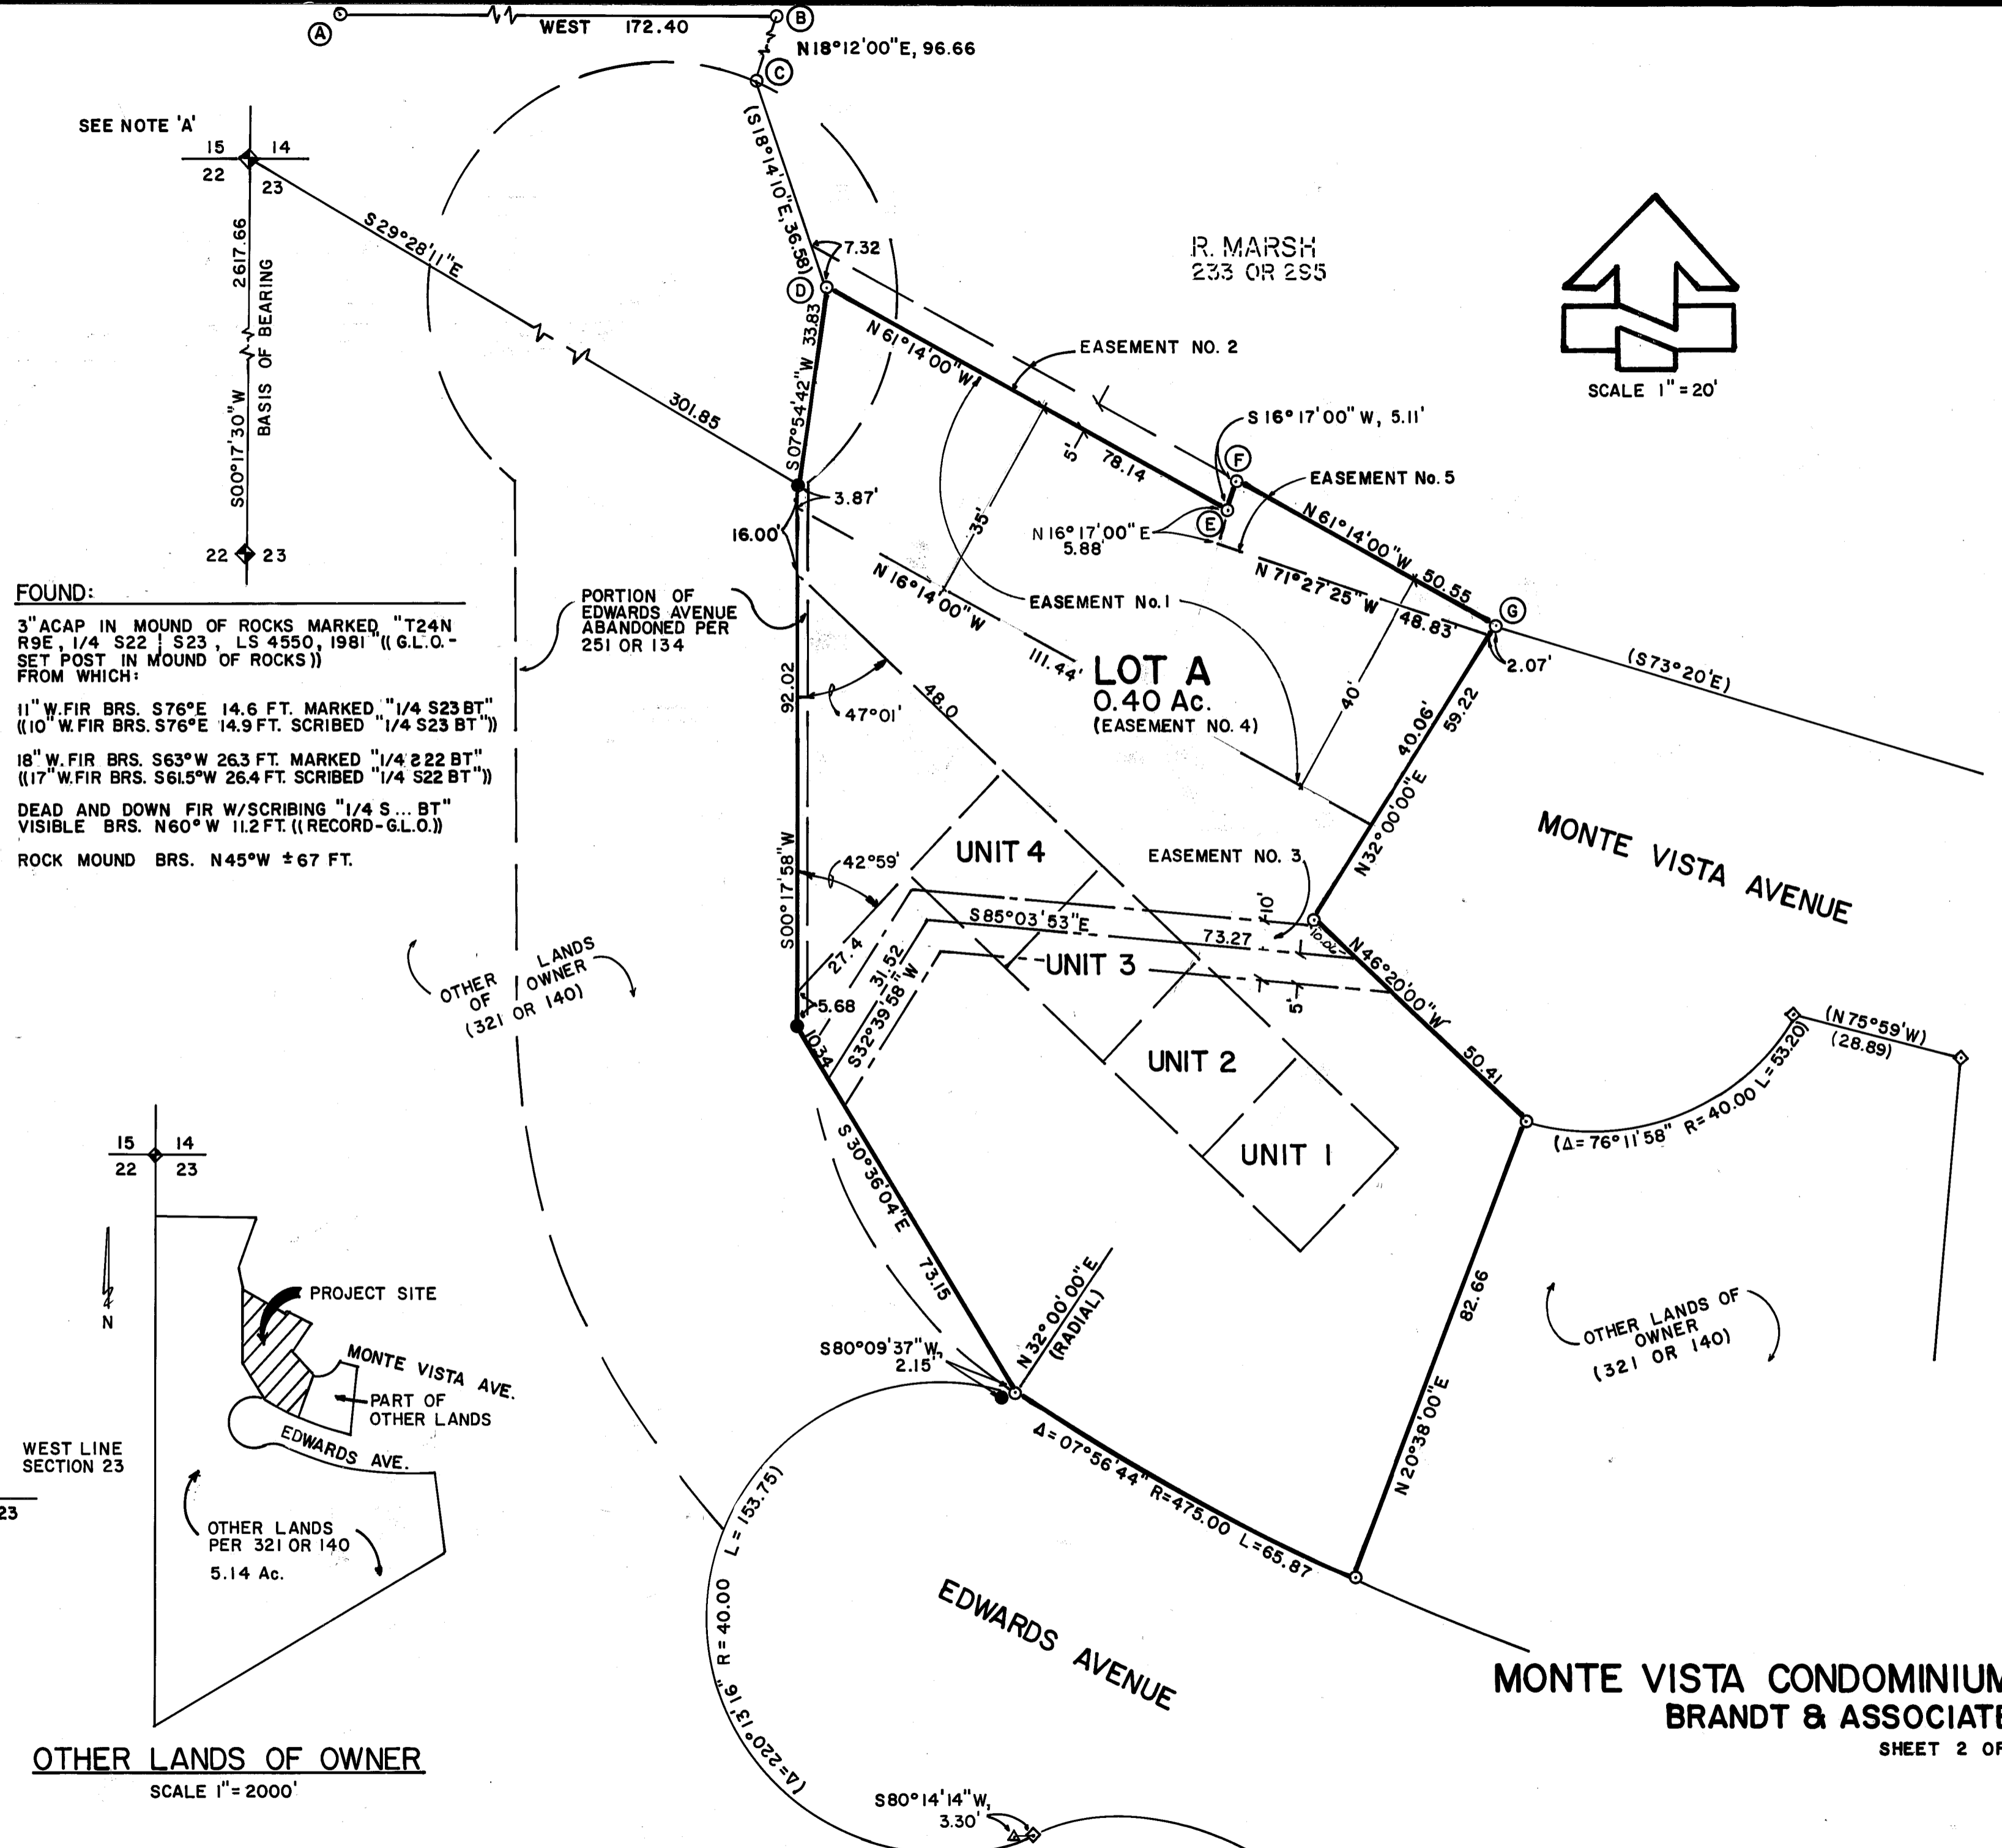 A
WEST 172.40
B
N18°12'00"E, 96.66
C
(S18°14'10"E, 36.58)
SEE NOTE 'A'
15 14
22 23
2617.66
S00°17'30"W
BASIS OF BEARING
22 23
S29°28'11"E
301.85
7.32
D
33.83
S07°54'42"W
R. MARSH
233 OR 295
SCALE 1"=20'
N61°14'00"W
EASEMENT NO. 2
5'
78.14
S16°17'00"W, 5.11'
F
EASEMENT No. 5
E
N16°17'00"E
5.88'
35'
3.87'
16.00'
N61°14'00"W 50.55
N71°27'25"W
48.83'
G
2.07'
(S73°20'E)
N16°14'00"W
111.44'
EASEMENT No. 1
LOT A
0.40 Ac.
(EASEMENT NO. 4)
40'
40.06'
59.22
N32°00'00"E
PORTION OF
EDWARDS AVENUE
ABANDONED PER
251 OR 134
FOUND:
3"ACAP IN MOUND OF ROCKS MARKED "T24N
R9E, 1/4 S22 | S23, LS 4550, 1981"((G.L.O.-
SET POST IN MOUND OF ROCKS))
FROM WHICH:
11"W.FIR BRS. S76°E 14.6 FT. MARKED "1/4 S23 BT"
((10"W.FIR BRS. S76°E 14.9 FT. SCRIBED "1/4 S23 BT"))
18"W.FIR BRS. S63°W 26.3 FT. MARKED "1/4 S22 BT"
((17"W.FIR BRS. S61.5°W 26.4 FT. SCRIBED "1/4 S22 BT"))
DEAD AND DOWN FIR W/SCRIBING "1/4 S... BT"
VISIBLE BRS. N60°W 11.2 FT. ((RECORD-G.L.O.))
ROCK MOUND BRS. N45°W ±67 FT.
92.02
S00°17'58"W
47°01'
48.0
42°59'
27.4
5.68
UNIT 4
EASEMENT NO. 3
10'
S85°03'53"E
73.27
10.06
31.52
S32°39'58"W
UNIT 3
5'
N46°20'00"W
50.41
UNIT 2
UNIT 1
MONTE VISTA AVENUE
(N75°59'W)
(28.89)
(Δ=76°11'58" R=40.00 L=53.20)
OTHER LANDS
OF OWNER
(321 OR 140)
10.34
S30°36'04"E
73.15
N32°00'00"E
(RADIAL)
S80°09'37"W,
2.15'
82.66
N20°38'00"E
OTHER LANDS OF
OWNER
(321 OR 140)
Δ=07°56'44" R=475.00 L=65.87
(Δ=220°13'16" R=40.00 L=153.75)
EDWARDS AVENUE
S80°14'14"W,
3.30'
15 14
22 23
N
PROJECT SITE
MONTE VISTA AVE.
PART OF
OTHER LANDS
EDWARDS AVE.
WEST LINE
SECTION 23
23
OTHER LANDS
PER 321 OR 140
5.14 Ac.
OTHER LANDS OF OWNER
SCALE 1"=2000'
MONTE VISTA CONDOMINIUM
BRANDT & ASSOCIATE
SHEET 2 OF